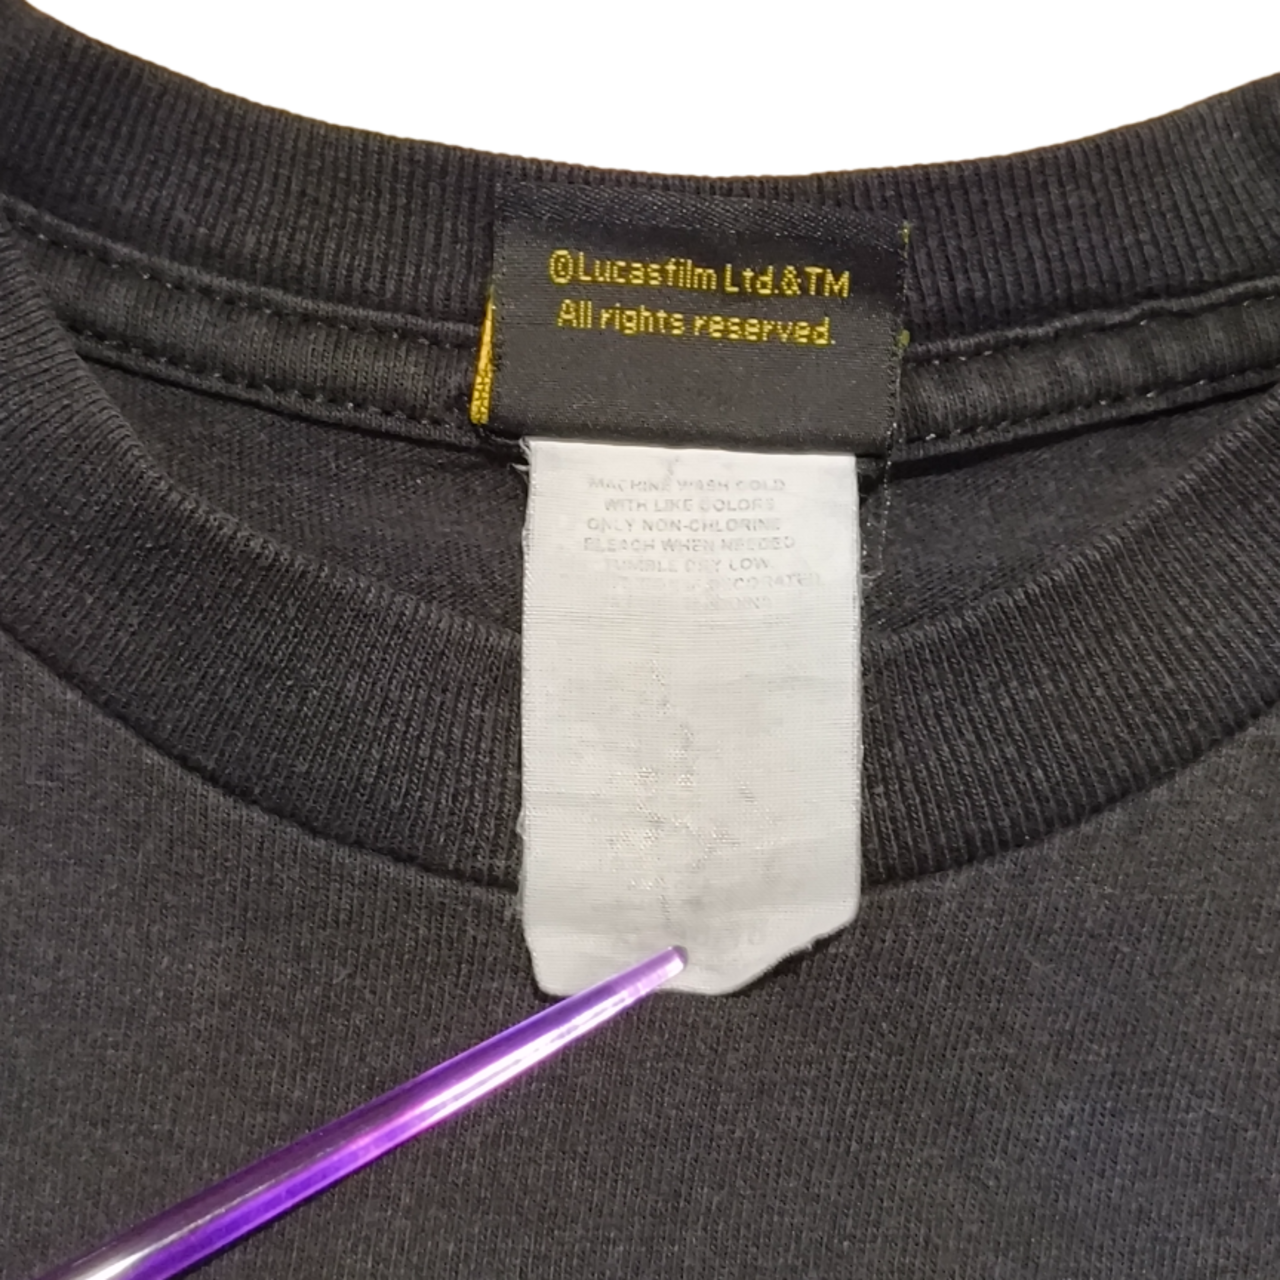 ©Lucasfilm Ltd.&TM
All rights reserved.
MACHINE WASH COLD
WITH LIKE COLORS
ONLY NON-CHLORINE
BLEACH WHEN NEEDED
TUMBLE DRY LOW.
DECORATED